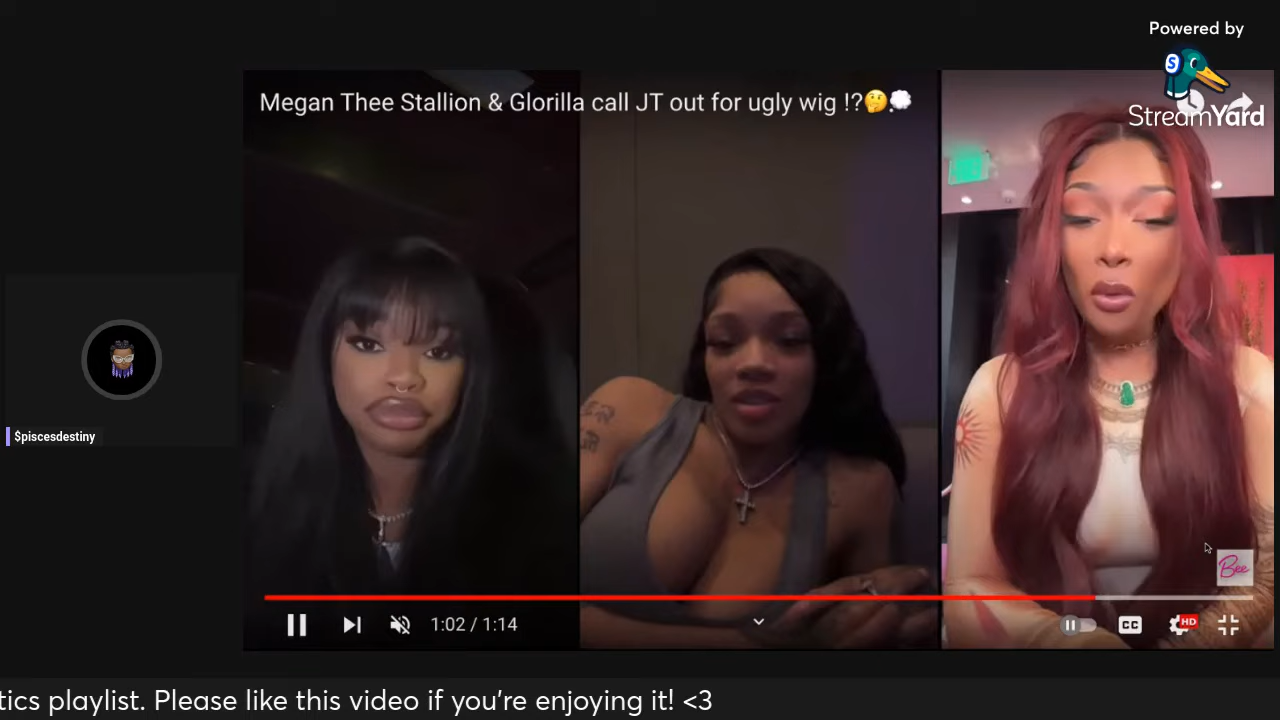 Powered by
S
StreamYard
Megan Thee Stallion & Glorilla call JT out for ugly wig !?🤔💭
$piscesdestiny
Bee
1:02 / 1:14
CC
HD
tics playlist. Please like this video if you're enjoying it! <3